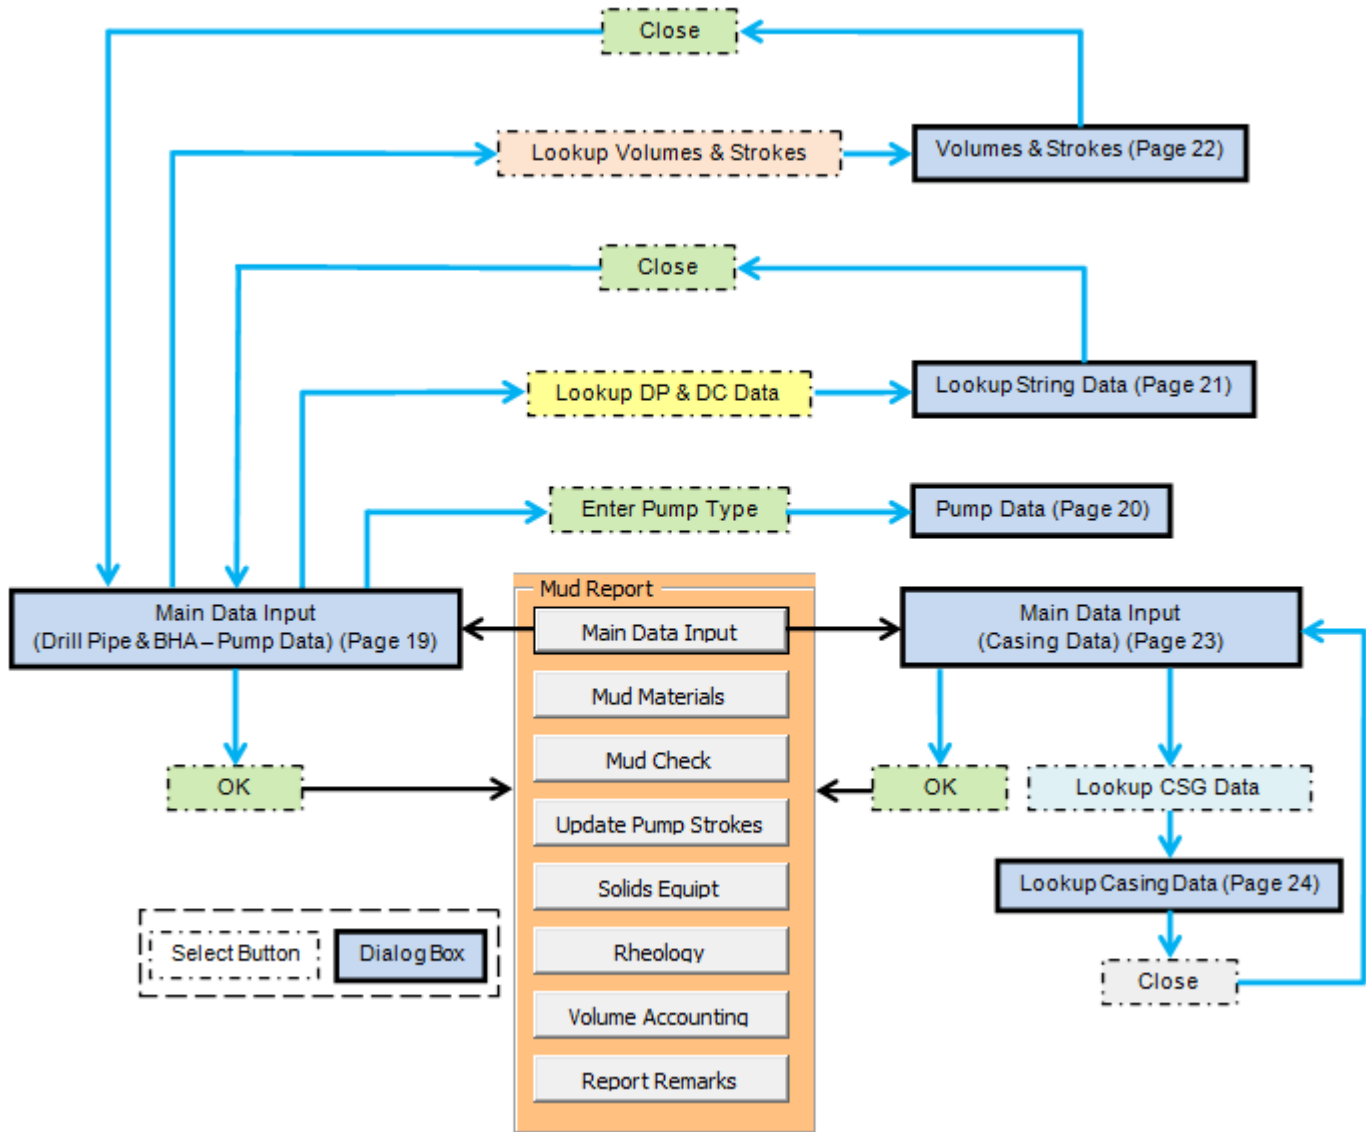 Close
Lookup Volumes & Strokes
Volumes & Strokes (Page 22)
Close
Lookup DP & DC Data
Lookup String Data (Page 21)
Enter Pump Type
Pump Data (Page 20)
Main Data Input
(Drill Pipe & BHA – Pump Data) (Page 19)
Mud Report
Main Data Input
Mud Materials
Mud Check
Update Pump Strokes
Solids Equipt
Rheology
Volume Accounting
Report Remarks
Main Data Input
(Casing Data) (Page 23)
OK
OK
Lookup CSG Data
Lookup Casing Data (Page 24)
Close
Select Button
Dialog Box